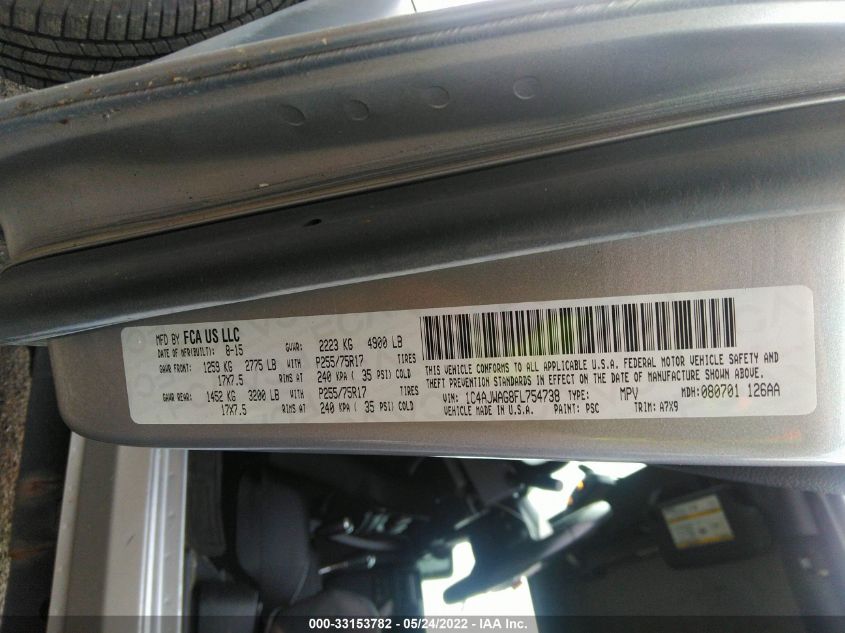 MFD BY FCA US LLC
DATE OF MFR(BUILT): 8-15 GVWR: 2223 KG 4900 LB
GAWR FRONT: 1259 KG 2775 LB WITH P255/75R17 TIRES
17X7.5 RIMS AT 240 KPA ( 35 PSI) COLD
GAWR REAR: 1452 KG 3200 LB WITH P255/75R17 TIRES
17X7.5 RIMS AT 240 KPA ( 35 PSI) COLD
THIS VEHICLE CONFORMS TO ALL APPLICABLE U.S.A. FEDERAL MOTOR VEHICLE SAFETY AND
THEFT PREVENTION STANDARDS IN EFFECT ON THE DATE OF MANUFACTURE SHOWN ABOVE.
VIN: 1C4AJWAG8FL754738 TYPE: MPV MDH: 080701 126AA
VEHICLE MADE IN U.S.A. PAINT: PSC TRIM: A7X9
000-33153782 - 05/24/2022 - IAA Inc.